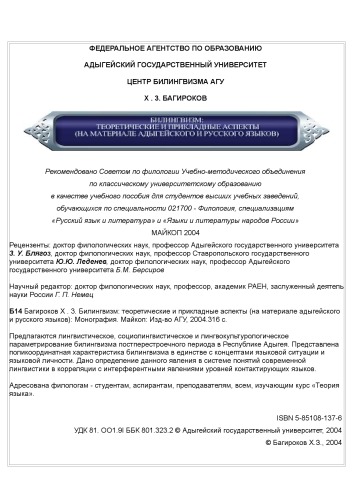 ФЕДЕРАЛЬНОЕ АГЕНТСТВО ПО ОБРАЗОВАНИЮ
АДЫГЕЙСКИЙ ГОСУДАРСТВЕННЫЙ УНИВЕРСИТЕТ
ЦЕНТР БИЛИНГВИЗМА АГУ
Х . З. БАГИРОКОВ
БИЛИНГВИЗМ:
ТЕОРЕТИЧЕСКИЕ И ПРИКЛАДНЫЕ АСПЕКТЫ
(НА МАТЕРИАЛЕ АДЫГЕЙСКОГО И РУССКОГО ЯЗЫКОВ)
Рекомендовано Советом по филологии Учебно-методического объединения
по классическому университетскому образованию
в качестве учебного пособия для студентов высших учебных заведений,
обучающихся по специальности 021700 - Филология, специализациям
«Русский язык и литература» и «Языки и литературы народов России»
МАЙКОП 2004
Рецензенты: доктор филологических наук, профессор Адыгейского государственного университета
З. У. Блягоз, доктор филологических наук, профессор Ставропольского государственного
университета Ю.Ю. Леденев, доктор филологических наук, профессор Адыгейского
государственного университета Б.М. Берсиров
Научный редактор: доктор филологических наук, профессор, академик РАЕН, заслуженный деятель
науки России Г. П. Немец
Б14 Багироков Х . З. Билингвизм: теоретические и прикладные аспекты (на материале адыгейского
и русского языков): Монография. Майкоп: Изд-во АГУ, 2004.316 с.
Предлагаются лингвистическое, социолингвистическое и лингвокультурологическое
параметрирование билингвизма постперестроечного периода в Республике Адыгея. Представлена
поликоординатная характеристика билингвизма в единстве с концептами языковой ситуации и
языковой личности. Дано определение данного явления в системе понятий современной
лингвистики в корреляции с интерферентными явлениями уровней контактирующих языков.
Адресована филологам - студентам, аспирантам, преподавателям, всем, изучающим курс «Теория
языка».
ISBN 5-85108-137-6
УДК 81. ОО1.9I ББК 801.323.2 © Адыгейский государственный университет, 2004
© Багироков Х.З., 2004